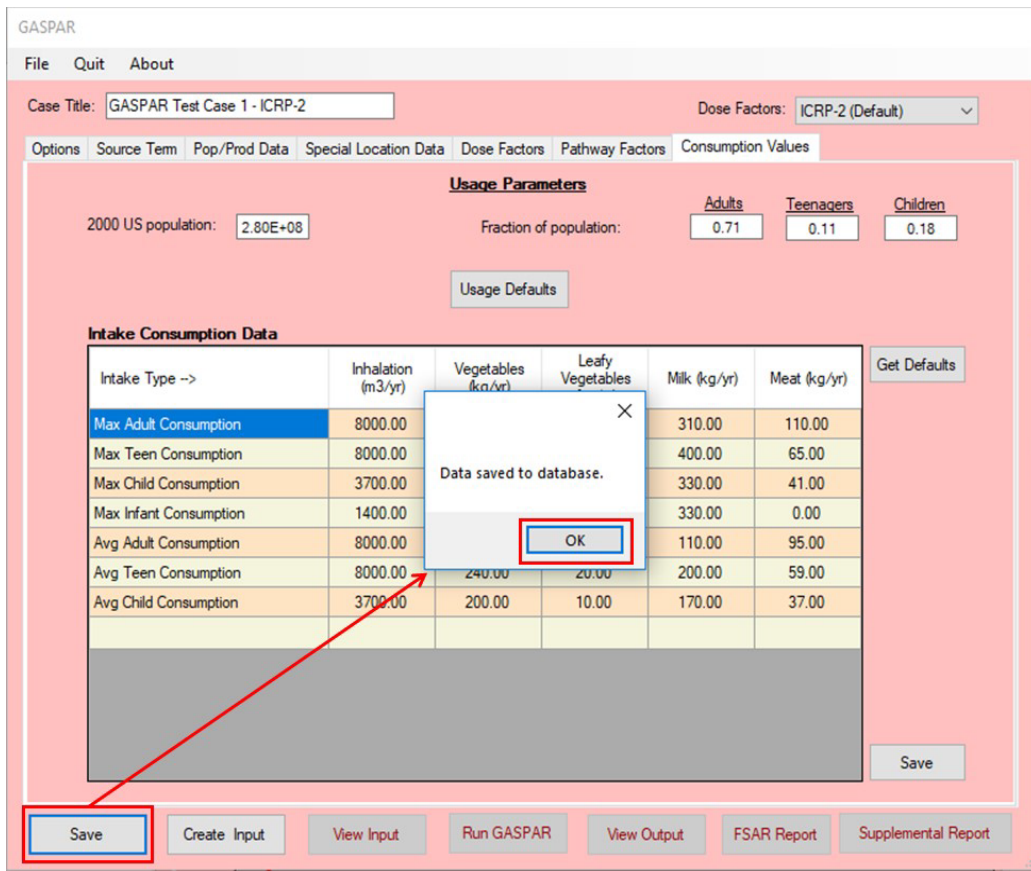 GASPAR
File Quit About
Case Title: GASPAR Test Case 1 - ICRP-2 Dose Factors: ICRP-2 (Default)
Options Source Term Pop/Prod Data Special Location Data Dose Factors Pathway Factors Consumption Values
Usage Parameters
Adults Teenagers Children
2000 US population: 2.80E+08 Fraction of population: 0.71 0.11 0.18
Usage Defaults
Intake Consumption Data
Intake Type --> Inhalation (m3/yr) Vegetables (kg/yr) Leafy Vegetables Milk (kg/yr) Meat (kg/yr) Get Defaults
Max Adult Consumption 8000.00 310.00 110.00
Max Teen Consumption 8000.00 400.00 65.00
Max Child Consumption 3700.00 330.00 41.00
Max Infant Consumption 1400.00 330.00 0.00
Avg Adult Consumption 8000.00 110.00 95.00
Avg Teen Consumption 8000.00 240.00 20.00 200.00 59.00
Avg Child Consumption 3700.00 200.00 10.00 170.00 37.00
Data saved to database.
OK
Save
Save Create Input View Input Run GASPAR View Output FSAR Report Supplemental Report